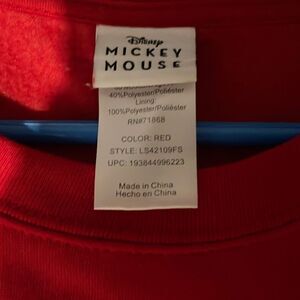 Disney
MICKEY
MOUSE
40%Polyester/Poliéster
Lining:
100%Polyester/Poliéster
RN#71868
COLOR: RED
STYLE: LS42109FS
UPC: 193844996223
Made in China
Hecho en China